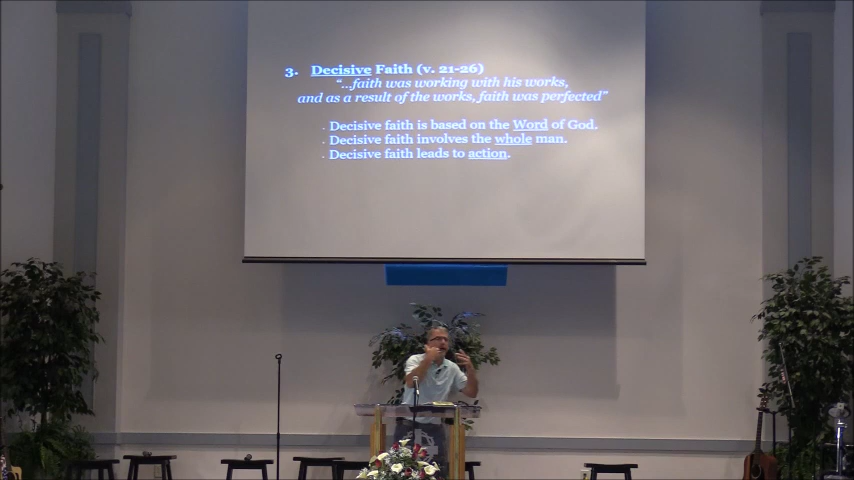 3. Decisive Faith (v. 21-26)
"...faith was working with his works,
and as a result of the works, faith was perfected"
. Decisive faith is based on the Word of God.
. Decisive faith involves the whole man.
. Decisive faith leads to action.